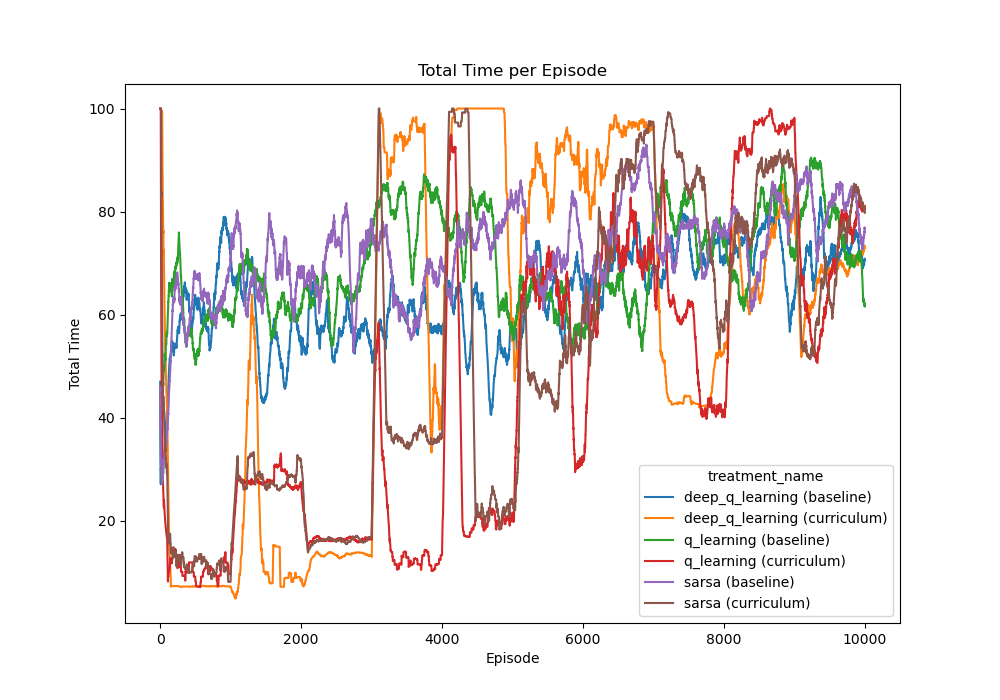 Total Time per Episode
Total Time
100
80
60
40
20
0
2000
4000
6000
8000
10000
Episode
treatment_name
deep_q_learning (baseline)
deep_q_learning (curriculum)
q_learning (baseline)
q_learning (curriculum)
sarsa (baseline)
sarsa (curriculum)